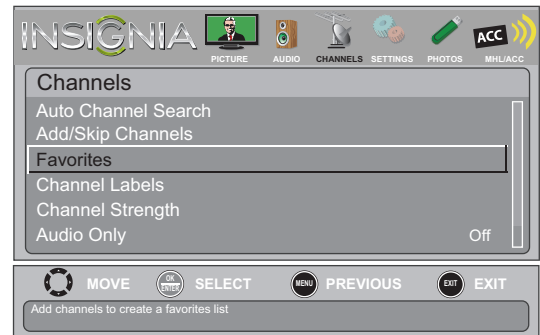 INSIGNIA
PICTURE AUDIO CHANNELS SETTINGS PHOTOS MHL/ACC
ACC
Channels
Auto Channel Search
Add/Skip Channels
Favorites
Channel Labels
Channel Strength
Audio Only Off
MOVE OK ENTER SELECT MENU PREVIOUS EXIT EXIT
Add channels to create a favorites list